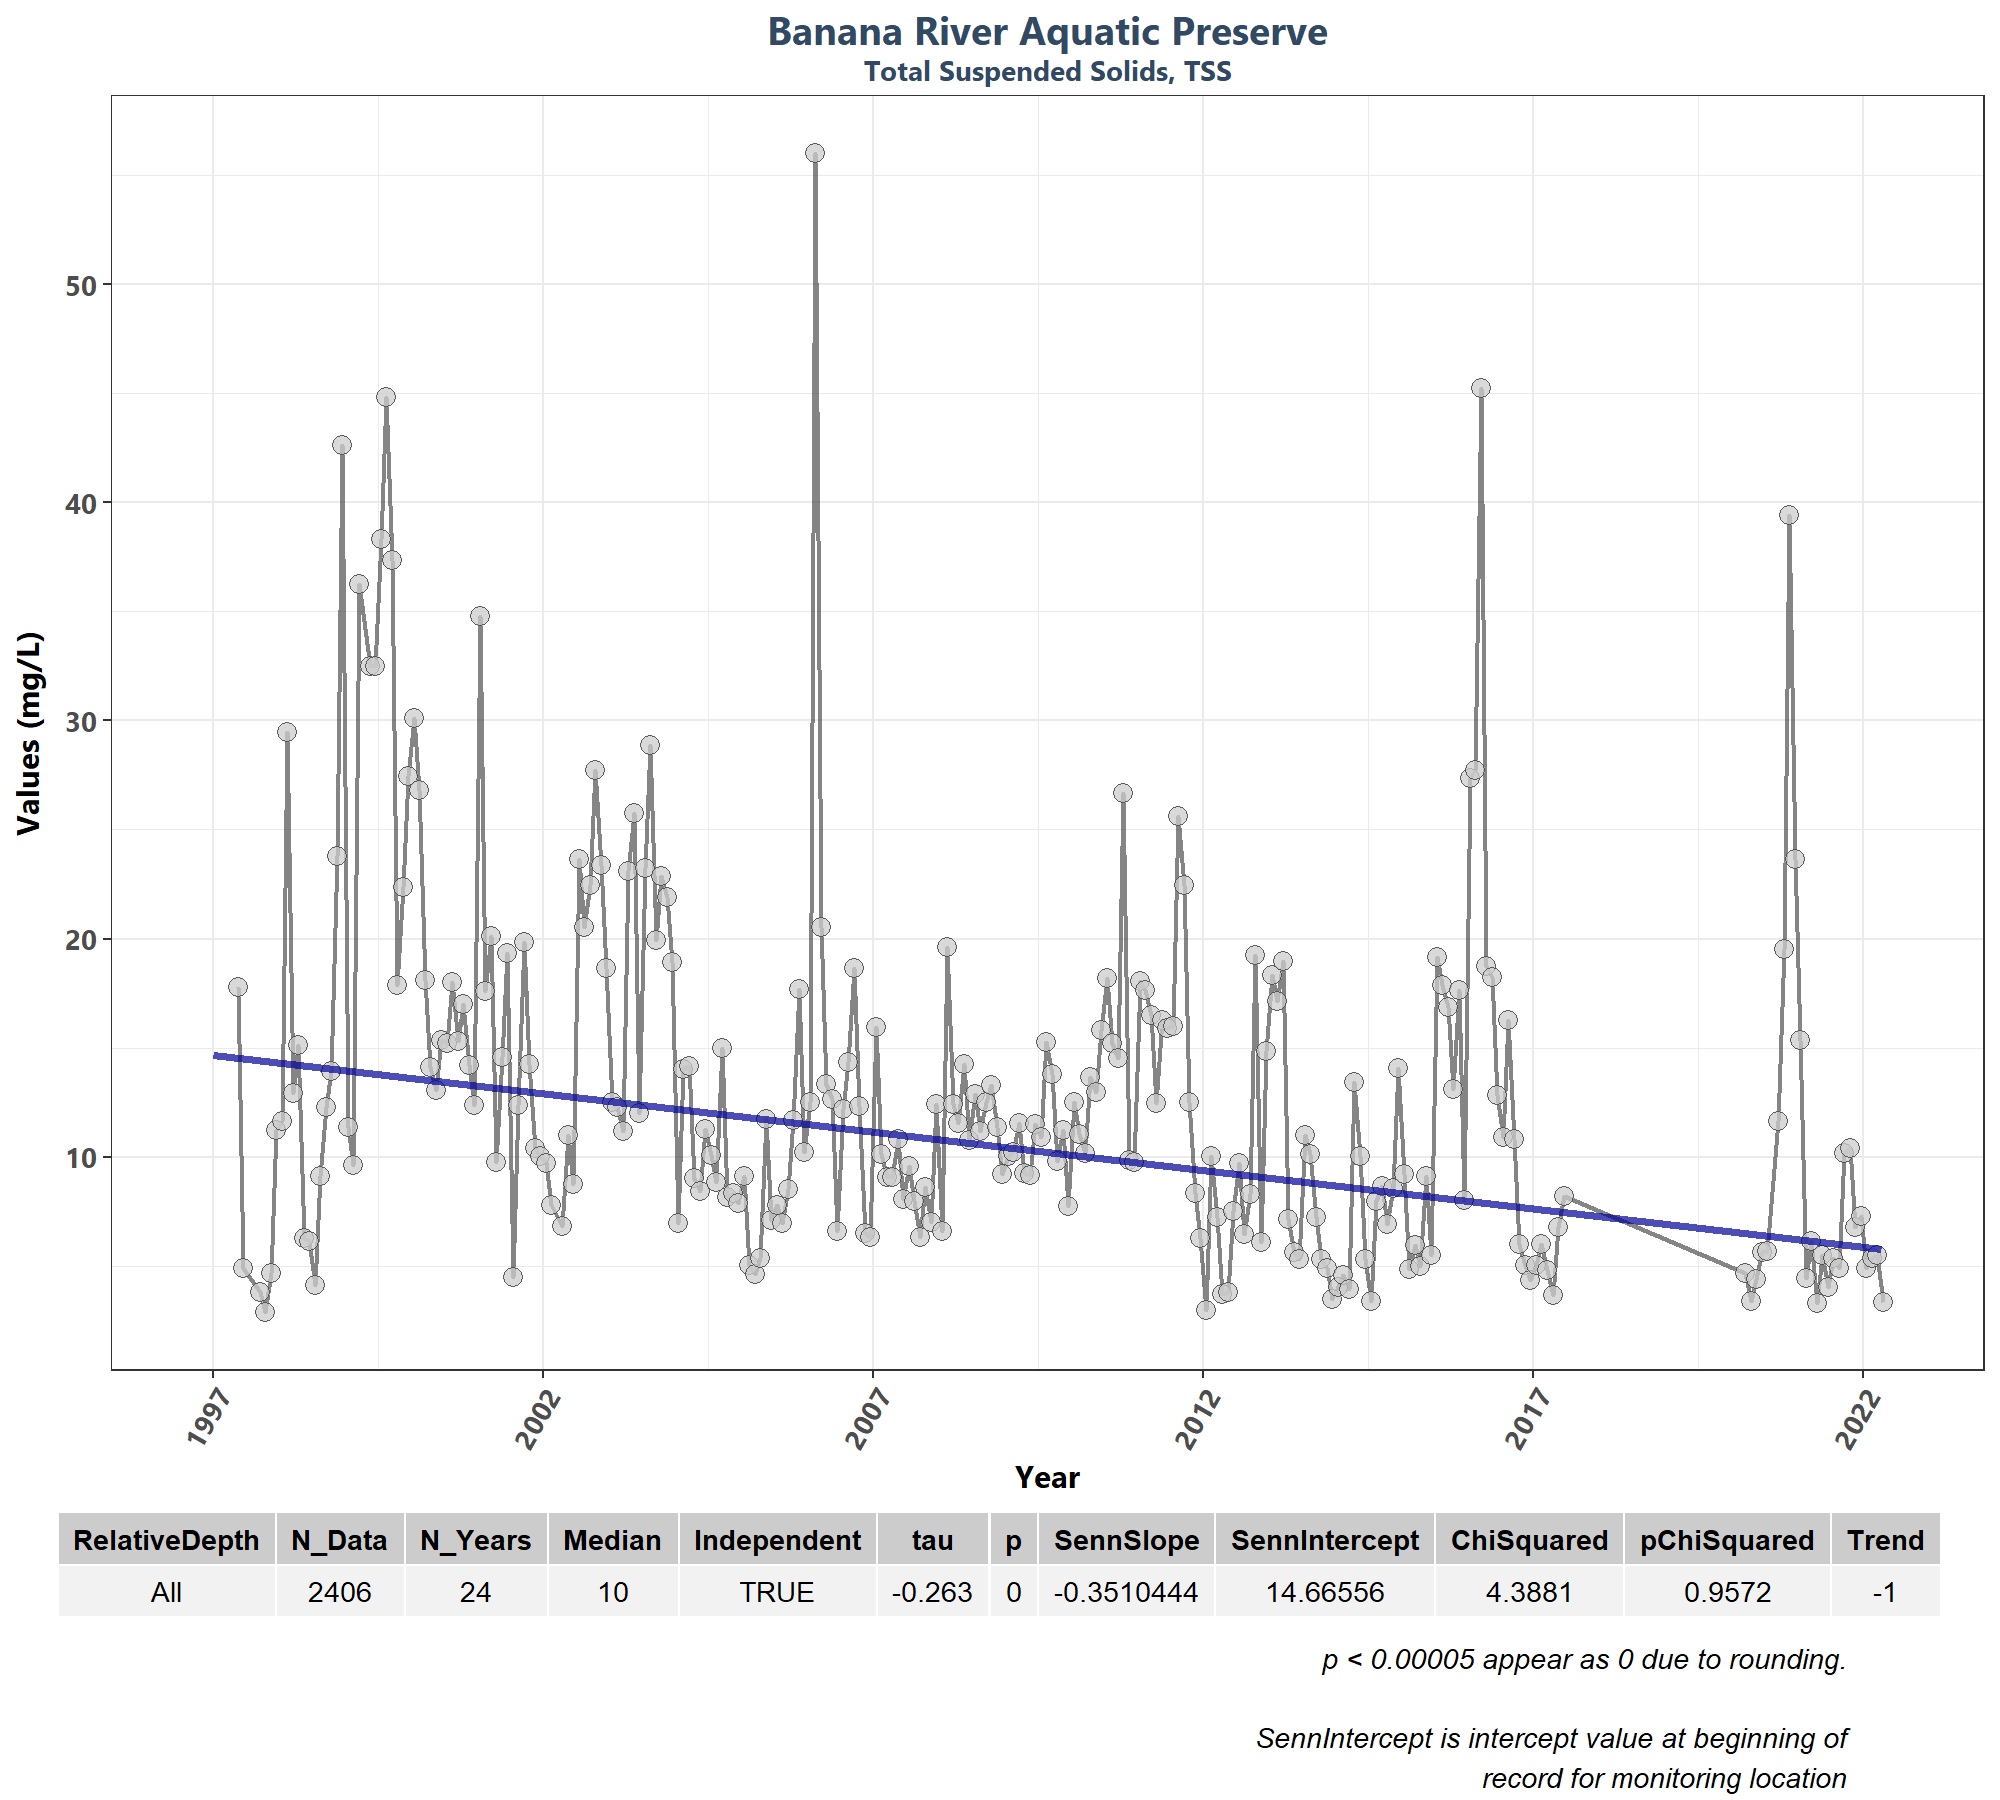 Banana River Aquatic Preserve
Total Suspended Solids, TSS
Values (mg/L)
50
40
30
20
10
1997
2002
2007
2012
2017
2022
Year
RelativeDepth N_Data N_Years Median Independent tau p SennSlope SennIntercept ChiSquared pChiSquared Trend
All 2406 24 10 TRUE -0.263 0 -0.3510444 14.66556 4.3881 0.9572 -1
p < 0.00005 appear as 0 due to rounding.
SennIntercept is intercept value at beginning of
record for monitoring location